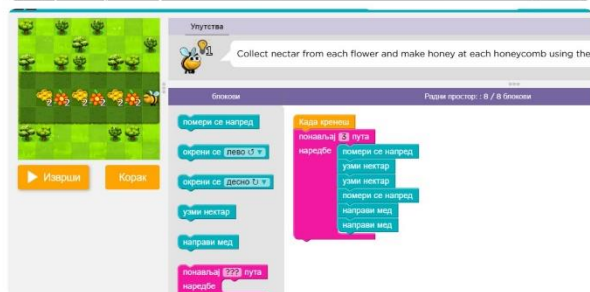 Упутства
Collect nectar from each flower and make honey at each honeycomb using the
блокови
Радни простор: : 8 / 8 блокови
помери се напред
окрени се лево ↺ ▼
окрени се десно ↻ ▼
узми нектар
направи мед
понављај ??? пута
наредбе
Када кренеш
понављај 3 пута
наредбе
помери се напред
узми нектар
узми нектар
помери се напред
направи мед
направи мед
Изврши
Корак